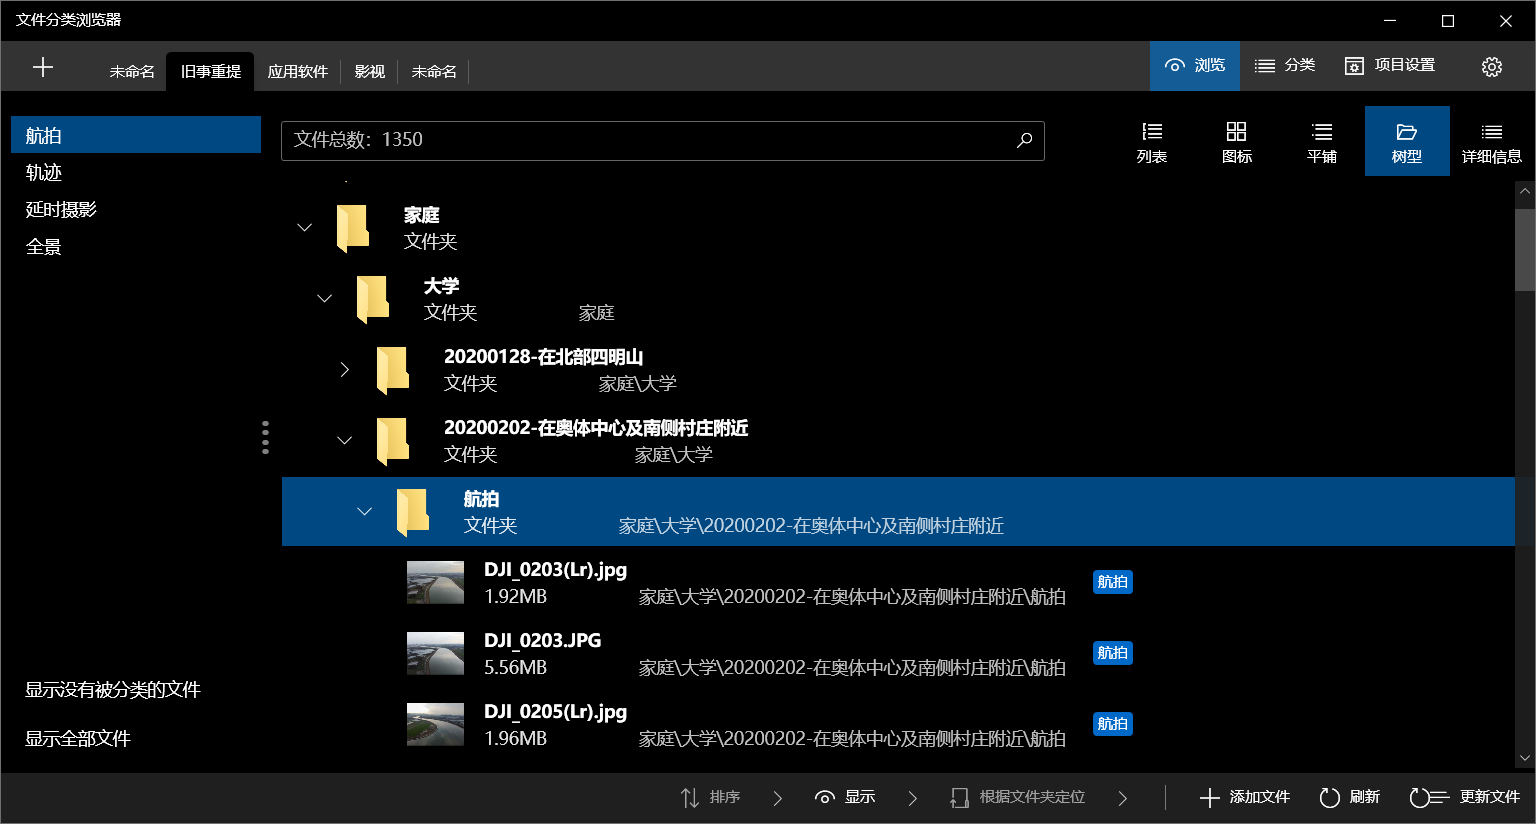 文件分类浏览器
未命名
旧事重提
应用软件
影视
未命名
浏览
分类
项目设置
航拍
轨迹
延时摄影
全景
显示没有被分类的文件
显示全部文件
文件总数：1350
列表
图标
平铺
树型
详细信息
家庭
文件夹
大学
文件夹 家庭
20200128-在北部四明山
文件夹 家庭\大学
20200202-在奥体中心及南侧村庄附近
文件夹 家庭\大学
航拍
文件夹 家庭\大学\20200202-在奥体中心及南侧村庄附近
DJI_0203(Lr).jpg
1.92MB 家庭\大学\20200202-在奥体中心及南侧村庄附近\航拍
航拍
DJI_0203.JPG
5.56MB 家庭\大学\20200202-在奥体中心及南侧村庄附近\航拍
航拍
DJI_0205(Lr).jpg
1.96MB 家庭\大学\20200202-在奥体中心及南侧村庄附近\航拍
航拍
排序
显示
根据文件夹定位
添加文件
刷新
更新文件